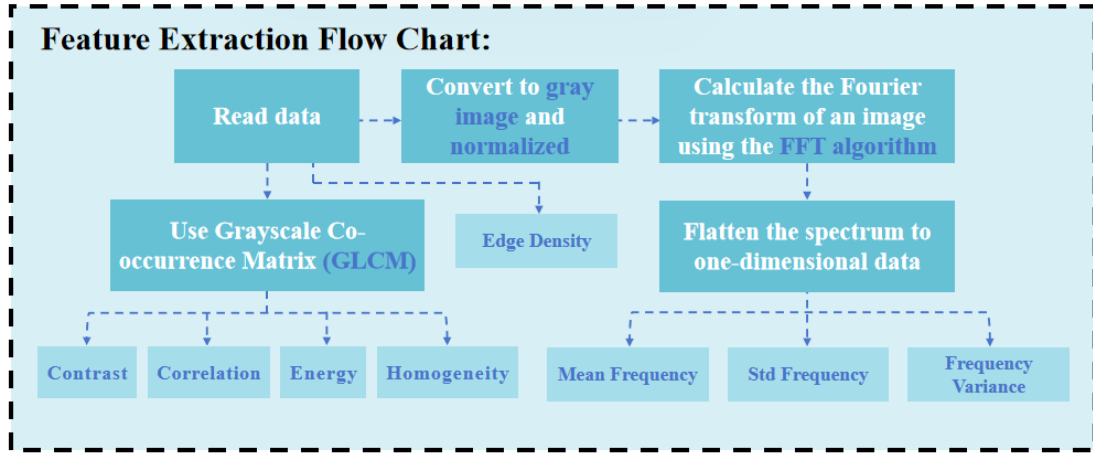 Feature Extraction Flow Chart:
Read data
Convert to gray
image and
normalized
Calculate the Fourier
transform of an image
using the FFT algorithm
Use Grayscale Co-
occurrence Matrix (GLCM)
Edge Density
Flatten the spectrum to
one-dimensional data
Contrast
Correlation
Energy
Homogeneity
Mean Frequency
Std Frequency
Frequency
Variance